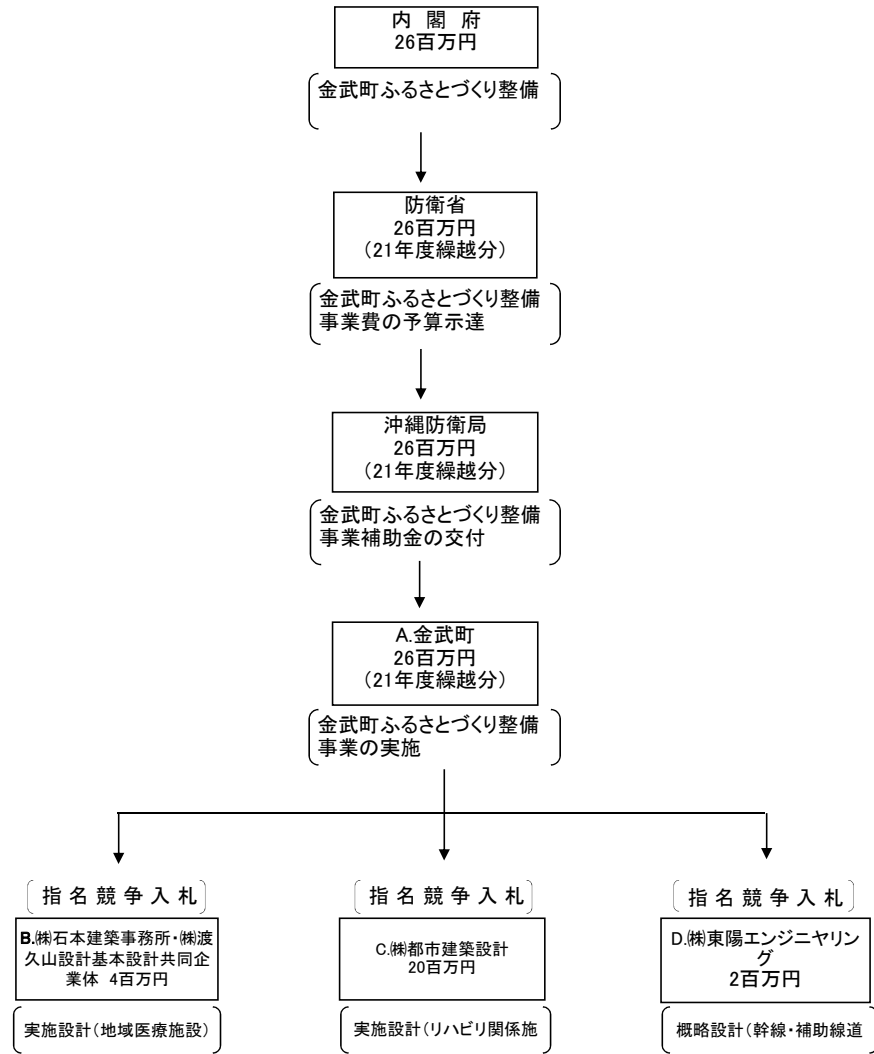 内閣府
26百万円
金武町ふるさとづくり整備
防衛省
26百万円
(21年度繰越分)
金武町ふるさとづくり整備
事業費の予算示達
沖縄防衛局
26百万円
(21年度繰越分)
金武町ふるさとづくり整備
事業補助金の交付
A.金武町
26百万円
(21年度繰越分)
金武町ふるさとづくり整備
事業の実施
指名競争入札
B.㈱石本建築事務所・㈱渡
久山設計基本設計共同企
業体 4百万円
実施設計(地域医療施設)
指名競争入札
C.㈱都市建築設計
20百万円
実施設計(リハビリ関係施
指名競争入札
D.㈱東陽エンジニヤリン
グ
2百万円
概略設計(幹線・補助線道